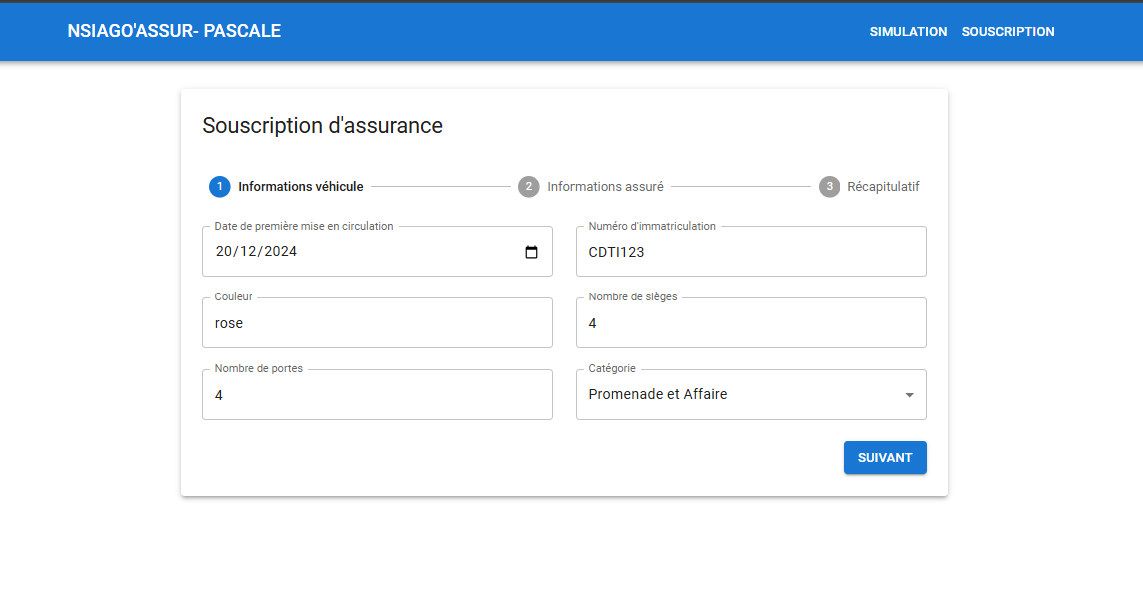 NSIAGO'ASSUR- PASCALE
SIMULATION SOUSCRIPTION
Souscription d'assurance
1 Informations véhicule 2 Informations assuré 3 Récapitulatif
Date de première mise en circulation
20/12/2024
Numéro d'immatriculation
CDTI123
Couleur
rose
Nombre de sièges
4
Nombre de portes
4
Catégorie
Promenade et Affaire
SUIVANT